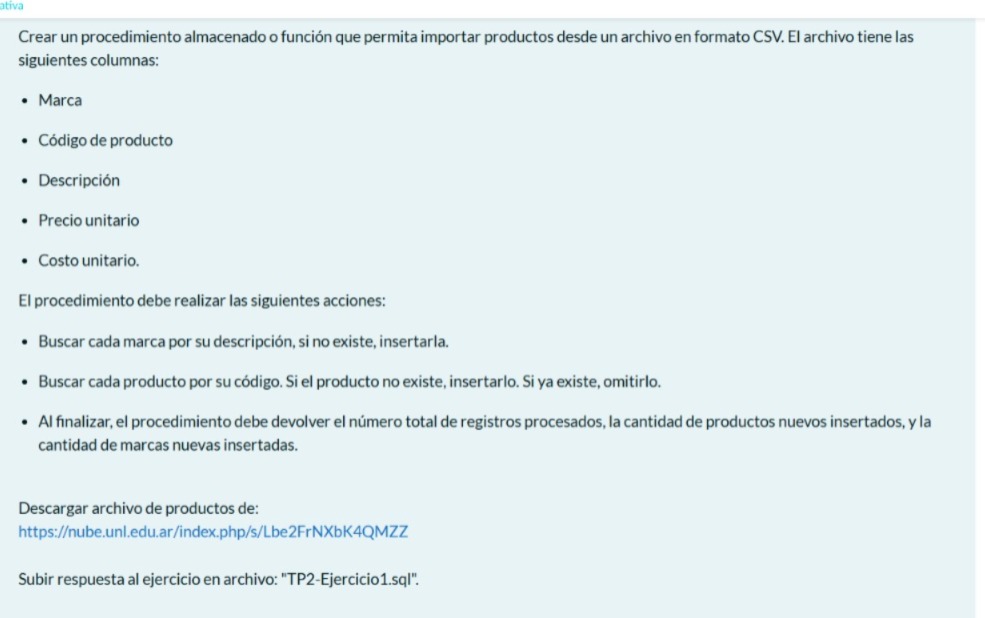 ativa
Crear un procedimiento almacenado o función que permita importar productos desde un archivo en formato CSV. El archivo tiene las
siguientes columnas:
• Marca
• Código de producto
• Descripción
• Precio unitario
• Costo unitario.
El procedimiento debe realizar las siguientes acciones:
• Buscar cada marca por su descripción, si no existe, insertarla.
• Buscar cada producto por su código. Si el producto no existe, insertarlo. Si ya existe, omitirlo.
• Al finalizar, el procedimiento debe devolver el número total de registros procesados, la cantidad de productos nuevos insertados, y la
cantidad de marcas nuevas insertadas.
Descargar archivo de productos de:
https://nube.unl.edu.ar/index.php/s/Lbe2FrNXbK4QMZZ
Subir respuesta al ejercicio en archivo: "TP2-Ejercicio1.sql".